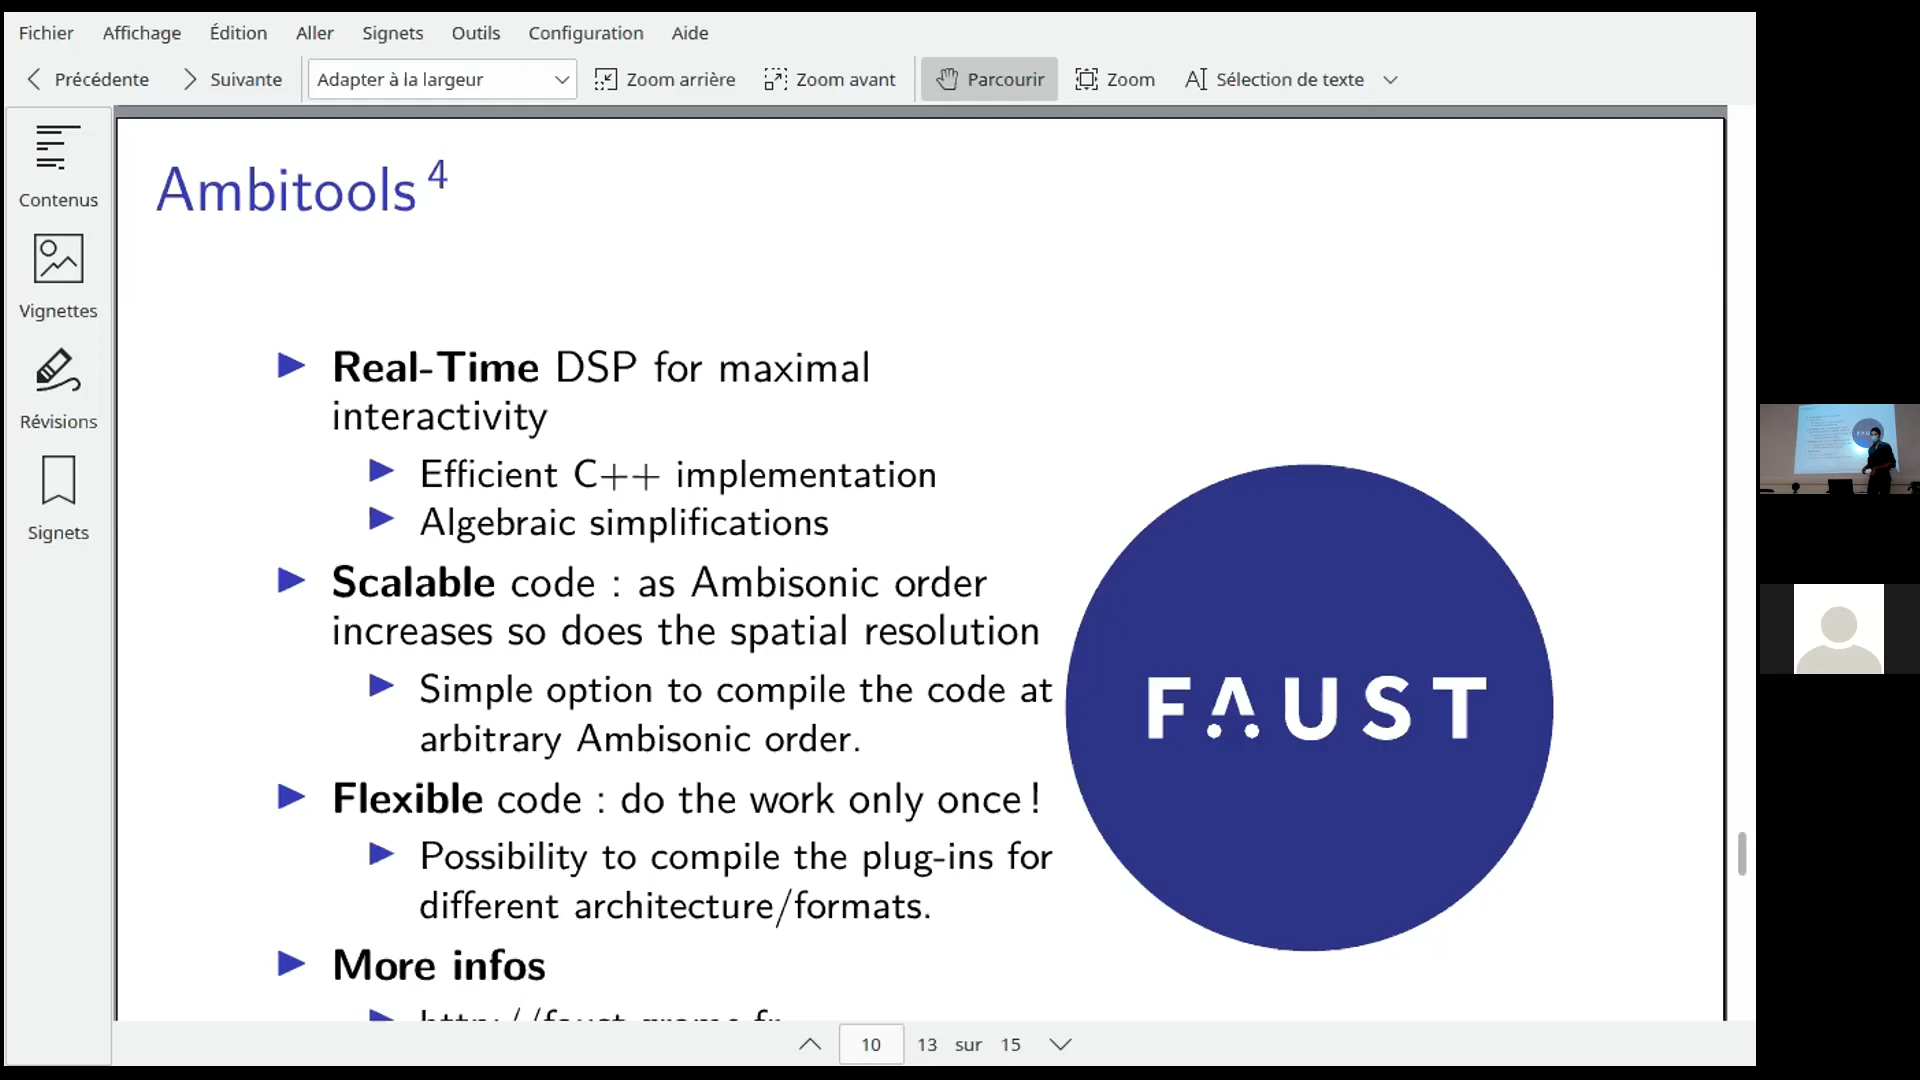 Fichier Affichage Édition Aller Signets Outils Configuration Aide
Précédente Suivante Adapter à la largeur Zoom arrière Zoom avant Parcourir Zoom Sélection de texte
Contenus
Vignettes
Révisions
Signets
Ambitools 4
Real-Time DSP for maximal
interactivity
Efficient C++ implementation
Algebraic simplifications
Scalable code : as Ambisonic order
increases so does the spatial resolution
Simple option to compile the code at
arbitrary Ambisonic order.
Flexible code : do the work only once !
Possibility to compile the plug-ins for
different architecture/formats.
More infos
http://faust.grame.fr
FAUST
10 13 sur 15